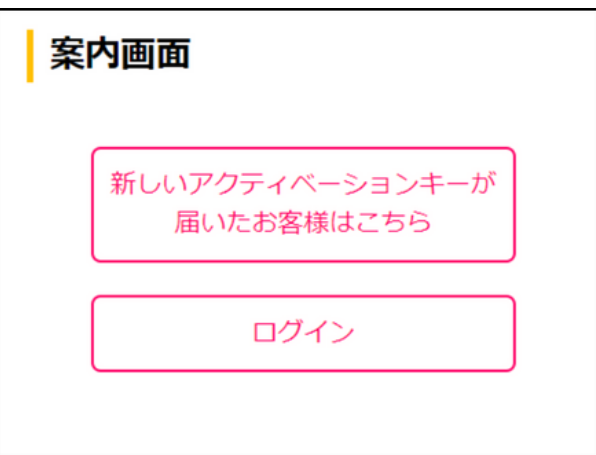 案内画面
新しいアクティベーションキーが
届いたお客様はこちら
ログイン